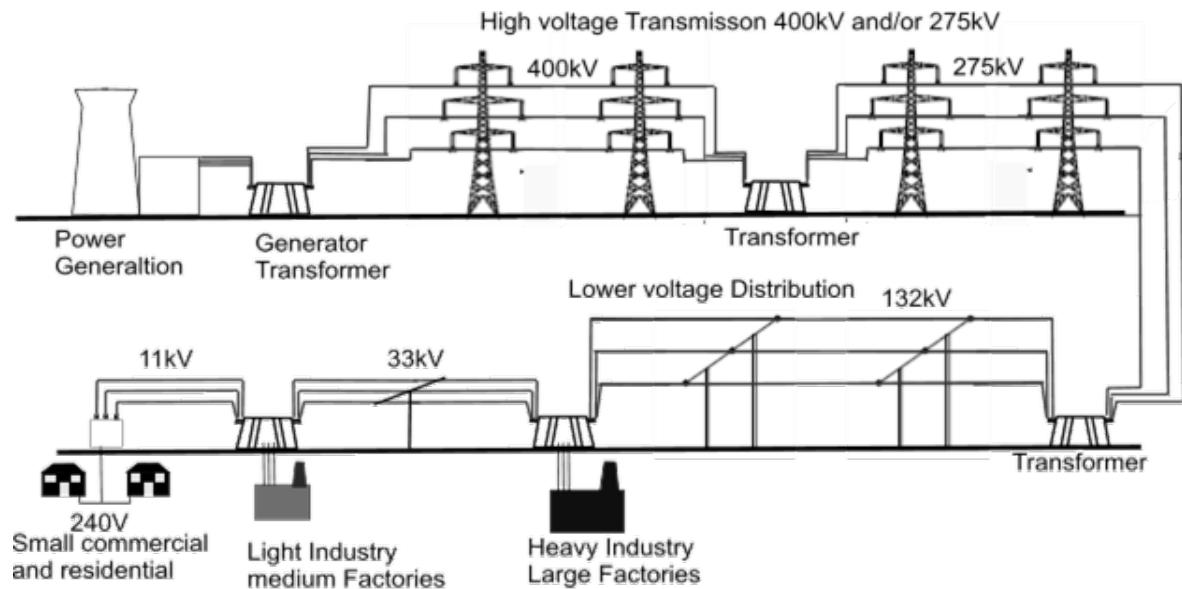 High voltage Transmisson 400kV and/or 275kV
400kV
275kV
Power
Generaltion
Generator
Transformer
Transformer
Lower voltage Distribution
132kV
11kV
33kV
Transformer
240V
Small commercial
and residential
Light Industry
medium Factories
Heavy Industry
Large Factories